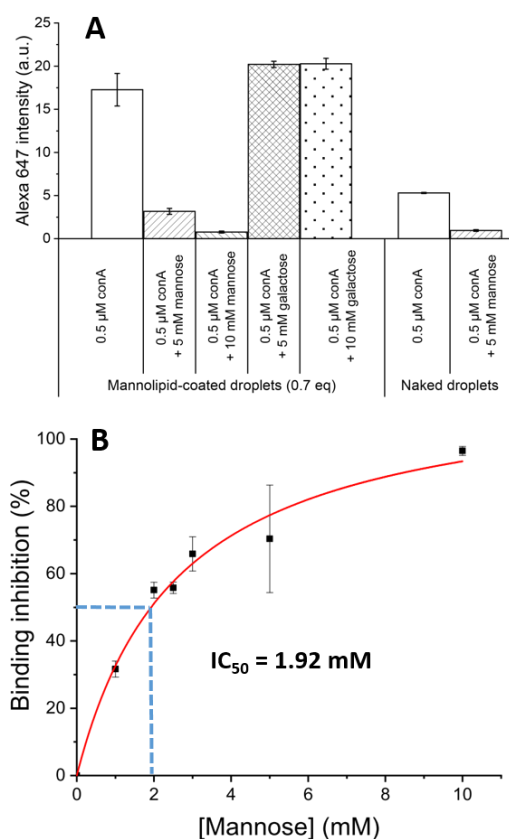 A
Alexa 647 intensity (a.u.)
25
20
15
10
5
0
0.5 µM conA
0.5 µM conA
+ 5 mM mannose
0.5 µM conA
+ 10 mM mannose
0.5 µM conA
+ 5 mM galactose
0.5 µM conA
+ 10 mM galactose
0.5 µM conA
0.5 µM conA
+ 5 mM mannose
Mannolipid-coated droplets (0.7 eq)
Naked droplets
B
Binding inhibition (%)
100
80
60
40
20
0
IC50 = 1.92 mM
0
2
4
6
8
10
[Mannose] (mM)